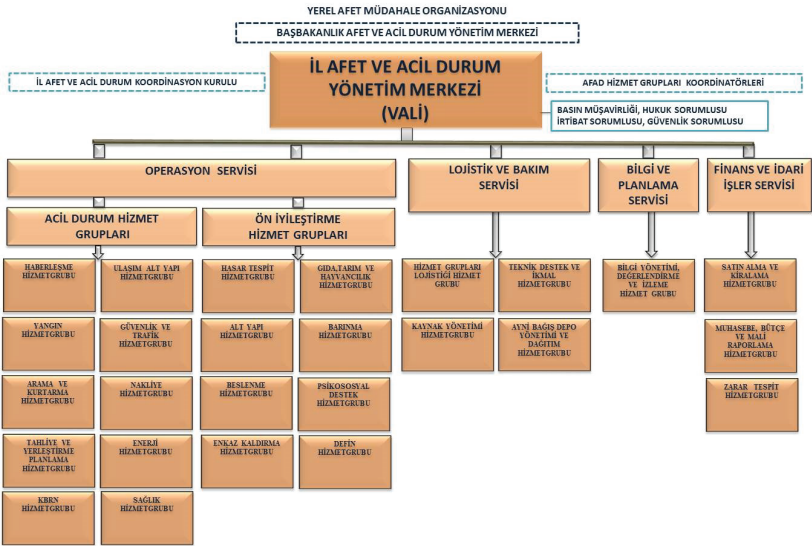 YEREL AFET MÜDAHALE ORGANİZASYONU
BAŞBAKANLIK AFET VE ACİL DURUM YÖNETİM MERKEZİ
İL AFET VE ACİL DURUM
YÖNETİM MERKEZİ
(VALİ)
İL AFET VE ACİL DURUM KOORDİNASYON KURULU
AFAD HİZMET GRUPLARI KOORDİNATÖRLERİ
BASIN MÜŞAVİRLİĞİ, HUKUK SORUMLUSU
İRTİBAT SORUMLUSU, GÜVENLİK SORUMLUSU
OPERASYON SERVİSİ
LOJİSTİK VE BAKIM
SERVİSİ
BİLGİ VE
PLANLAMA
SERVİSİ
FİNANS VE İDARİ
İŞLER SERVİSİ
ACİL DURUM HİZMET
GRUPLARI
ÖN İYİLEŞTİRME
HİZMET GRUPLARI
HABERLEŞME
HİZMETGRUBU
ULAŞIM ALT YAPI
HİZMETGRUBU
HASAR TESPİT
HİZMETGRUBU
GIDA,TARIM VE
HAYVANCILIK
HİZMETGRUBU
HİZMET GRUPLARI
LOJİSTİĞİ HİZMET
GRUBU
TEKNİK DESTEK VE
İKMAL
HİZMETGRUBU
BİLGİ YÖNETİMİ,
DEĞERLENDİRME
VE İZLEME
HİZMET GRUBU
SATIN ALMA VE
KİRALAMA
HİZMETGRUBU
YANGIN
HİZMETGRUBU
GÜVENLİK VE
TRAFİK
HİZMETGRUBU
ALT YAPI
HİZMETGRUBU
BARINMA
HİZMETGRUBU
KAYNAK YÖNETİMİ
HİZMETGRUBU
AYNİ BAĞIŞ DEPO
YÖNETİMİ VE
DAĞITIM
HİZMETGRUBU
MUHASEBE, BÜTÇE
VE MALİ
RAPORLAMA
HİZMETGRUBU
ARAMA VE
KURTARMA
HİZMETGRUBU
NAKLİYE
HİZMETGRUBU
BESLENME
HİZMETGRUBU
PSİKOSOSYAL
DESTEK
HİZMETGRUBU
ZARAR TESPİT
HİZMETGRUBU
TAHLİYE VE
YERLEŞTİRME
PLANLAMA
HİZMETGRUBU
ENERJİ
HİZMETGRUBU
ENKAZ KALDIRMA
HİZMETGRUBU
DEFİN
HİZMETGRUBU
KBRN
HİZMETGRUBU
SAĞLIK
HİZMETGRUBU